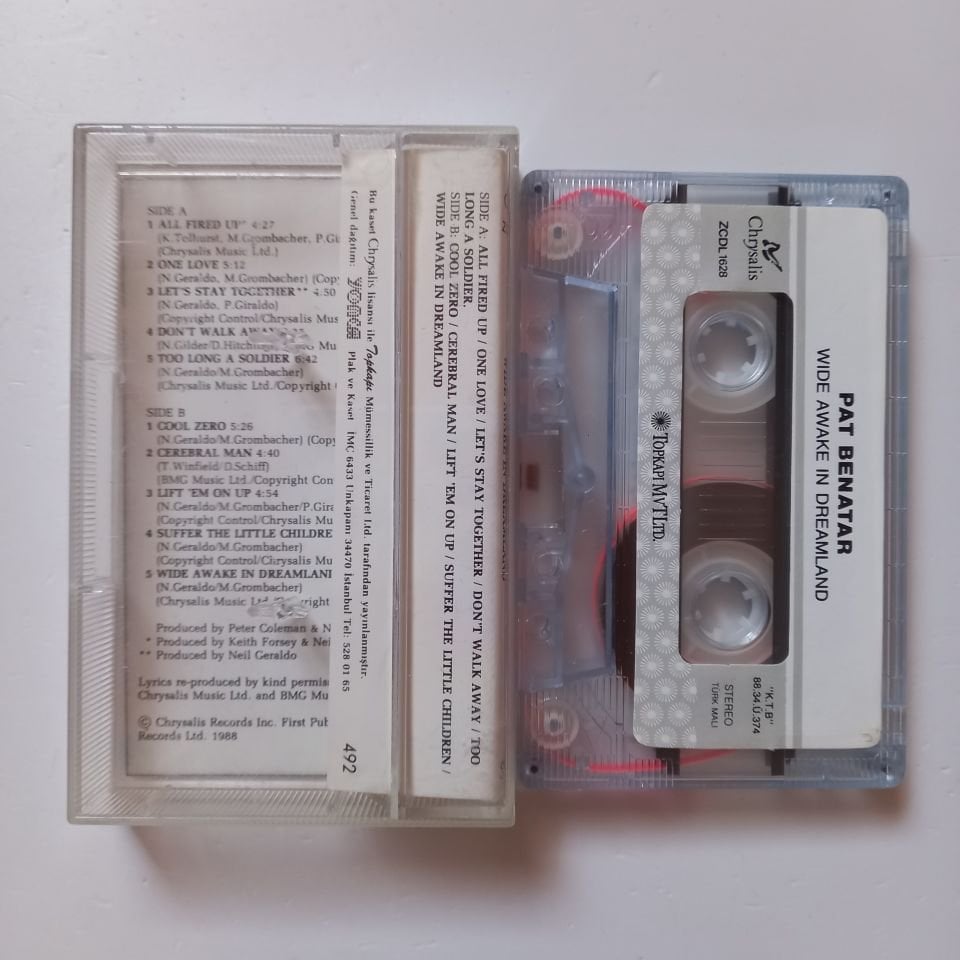 SIDE A
1 ALL FIRED UP* 4:27
(K.Tolhurst, M.Grombacher, P.Gi
(Chrysalis Music Ltd.)
2 ONE LOVE 5:12
(N.Geraldo, M.Grombacher) (Copy
3 LET'S STAY TOGETHER** 4:50
(N.Geraldo, P.Giraldo)
(Copyright Control/Chrysalis Mus
4 DON'T WALK AWAY
(N.Gilder/D.Hitchings) Mu
5 TOO LONG A SOLDIER 6:42
(N.Geraldo/M.Grombacher)
(Chrysalis Music Ltd./Copyright
SIDE B
1 COOL ZERO 5:26
(N.Geraldo/M.Grombacher) (Copy
2 CEREBRAL MAN 4:40
(T.Winfield/D.Schiff)
(BMG Music Ltd./Copyright Con
3 LIFT 'EM ON UP 4:54
(N.Geraldo/M.Grombacher/P.Gira
(Copyright Control/Chrysalis Mu
4 SUFFER THE LITTLE CHILDRE
(N.Geraldo/M.Grombacher)
(Copyright Control/Chrysalis Mu
5 WIDE AWAKE IN DREAMLAND
(N.Geraldo/M.Grombacher)
(Chrysalis Music Ltd. yright
Produced by Peter Coleman & N
* Produced by Keith Forsey & Nei
** Produced by Neil Geraldo
Lyrics re-produced by kind permis
Chrysalis Music Ltd. and BMG Mu
© Chrysalis Records Inc. First Pub
Records Ltd. 1988
Bu kaset Chrysalis lisansı ile Topkapı Mümessillik ve Ticaret Ltd. tarafından yayınlanmıştır.
Genel dağıtım: YONCA Plak ve Kaset İMC 6433 Unkapanı 34470 İstanbul Tel: 528 01 65
492
SIDE A: ALL FIRED UP / ONE LOVE / LET'S STAY TOGETHER / DON'T WALK AWAY / TOO
LONG A SOLDIER.
SIDE B: COOL ZERO / CEREBRAL MAN / LIFT 'EM ON UP / SUFFER THE LITTLE CHILDREN /
WIDE AWAKE IN DREAMLAND
PAT BENATAR
WIDE AWAKE IN DREAMLAND
Chrysalis
ZCDL 1628
"K.T.B"
88.34.Ü.374
STEREO
TÜRK MALI
TOPKAPI MVT LTD.